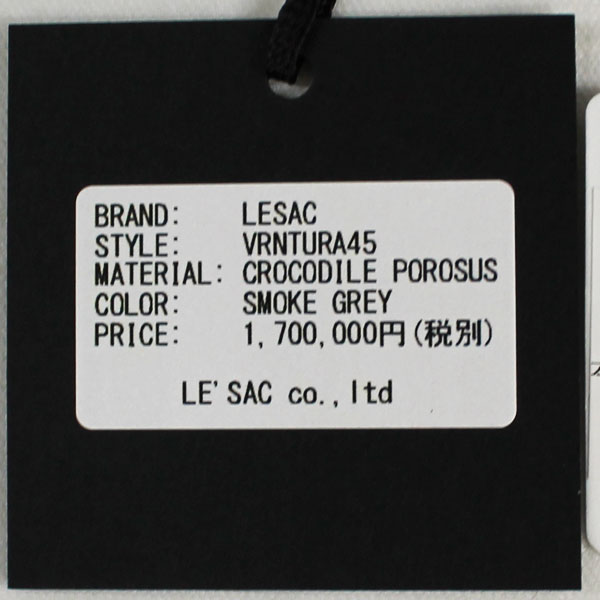 BRAND: LESAC
STYLE: VRNTURA45
MATERIAL: CROCODILE POROSUS
COLOR: SMOKE GREY
PRICE: 1,700,000円(税別)
LE'SAC co.,ltd